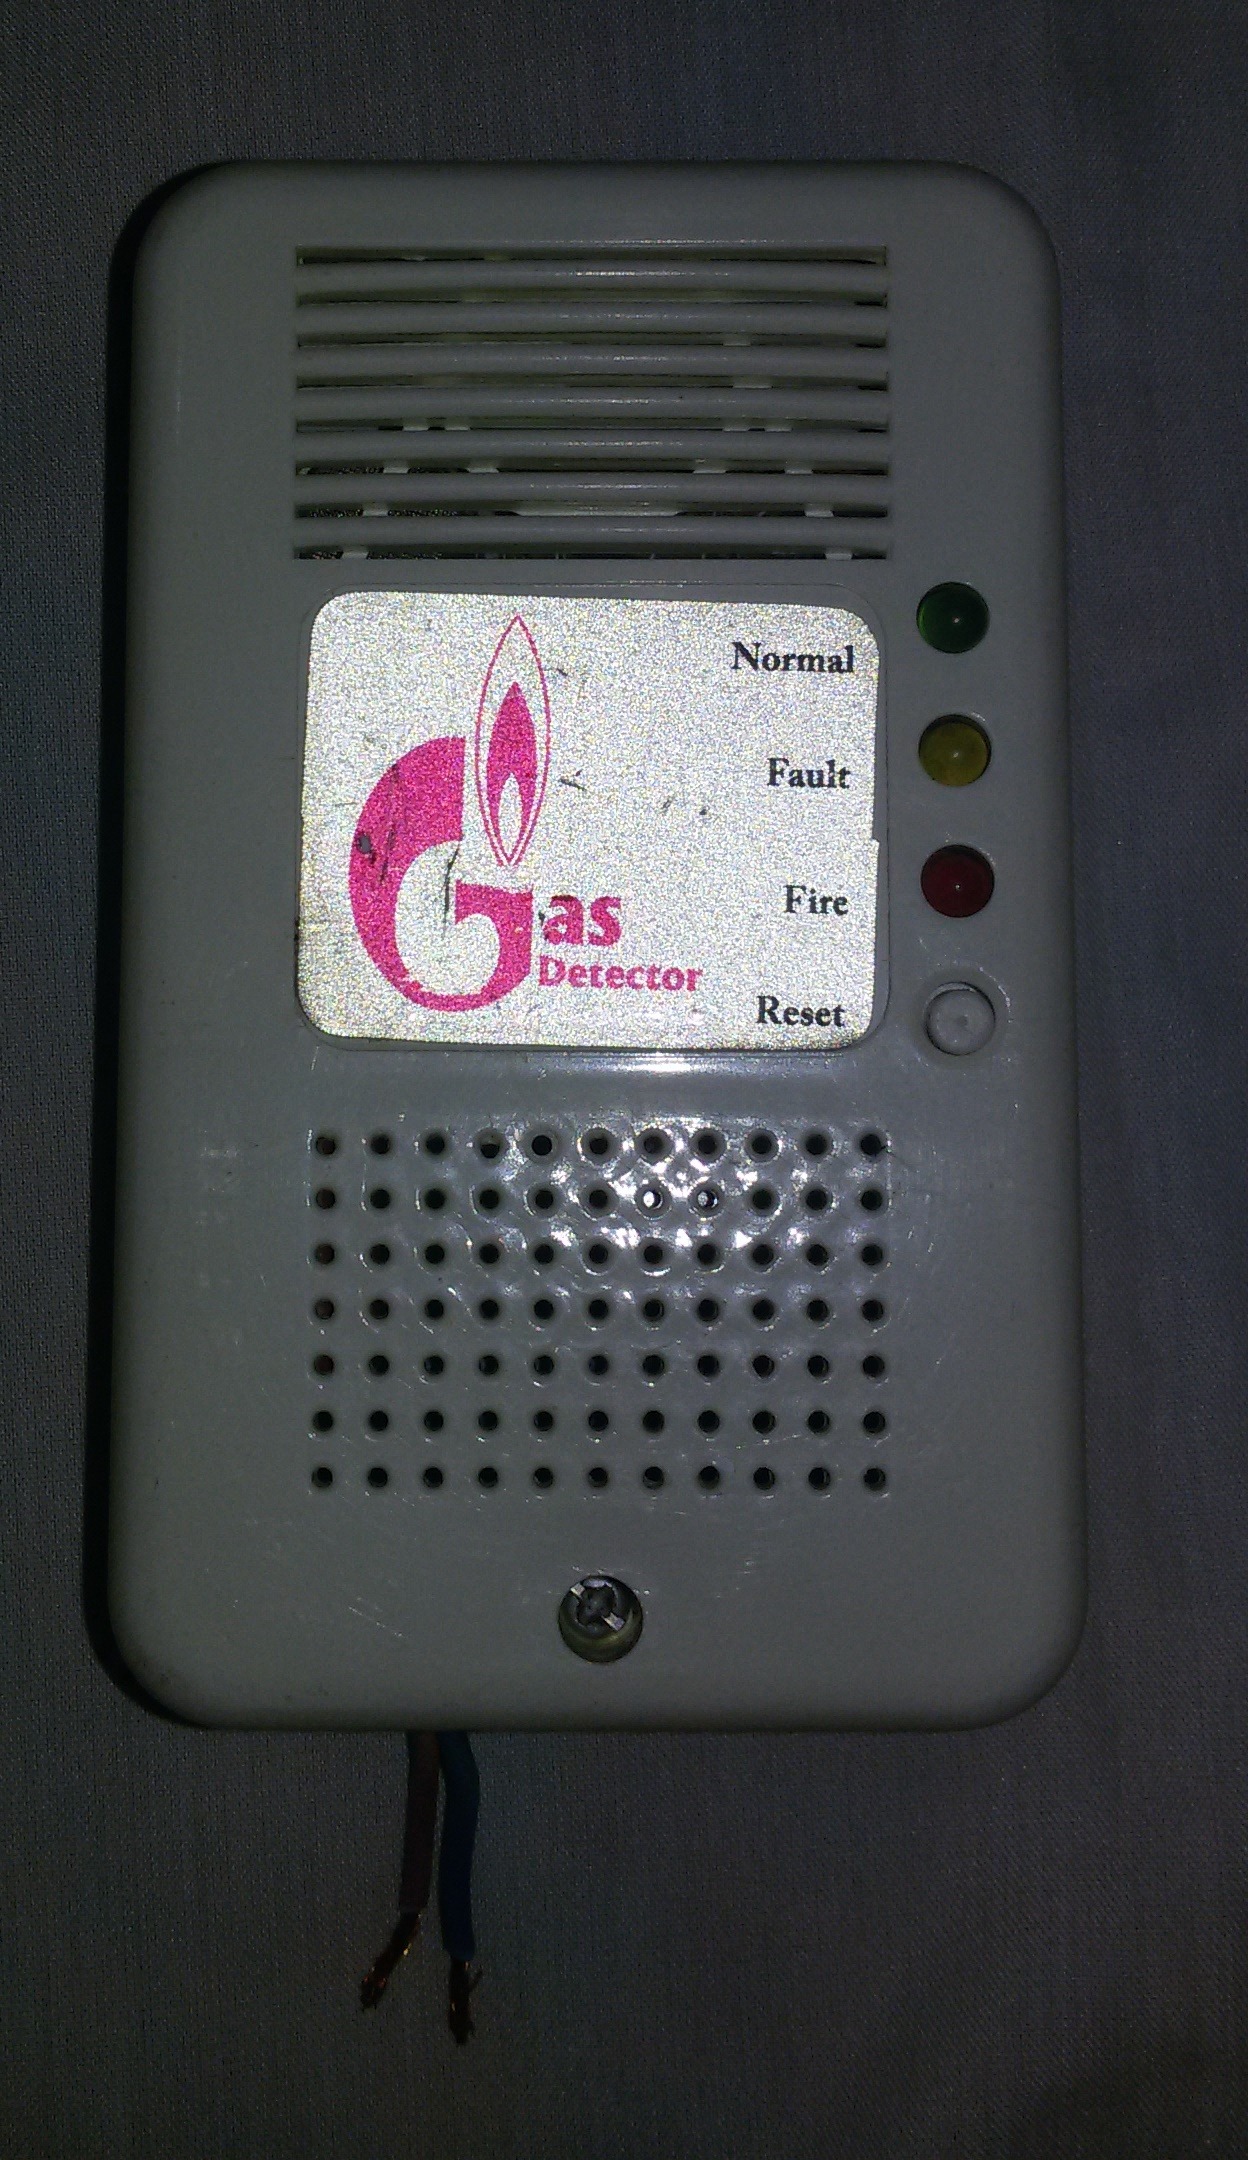 Normal
Fault
Fire
Gas
Detector
Reset